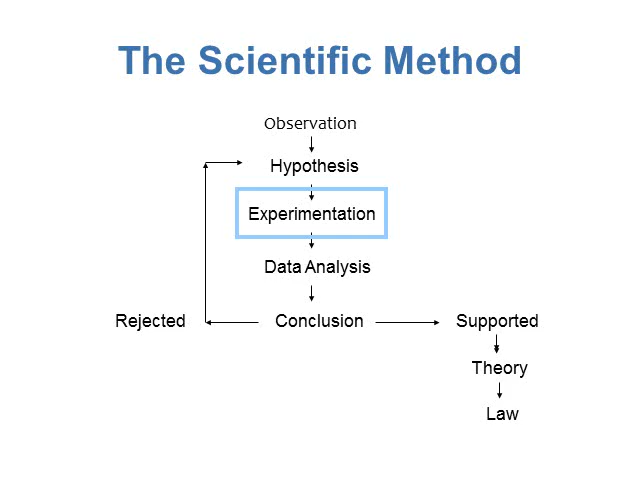 The Scientific Method
Observation
Hypothesis
Experimentation
Data Analysis
Rejected
Conclusion
Supported
Theory
Law